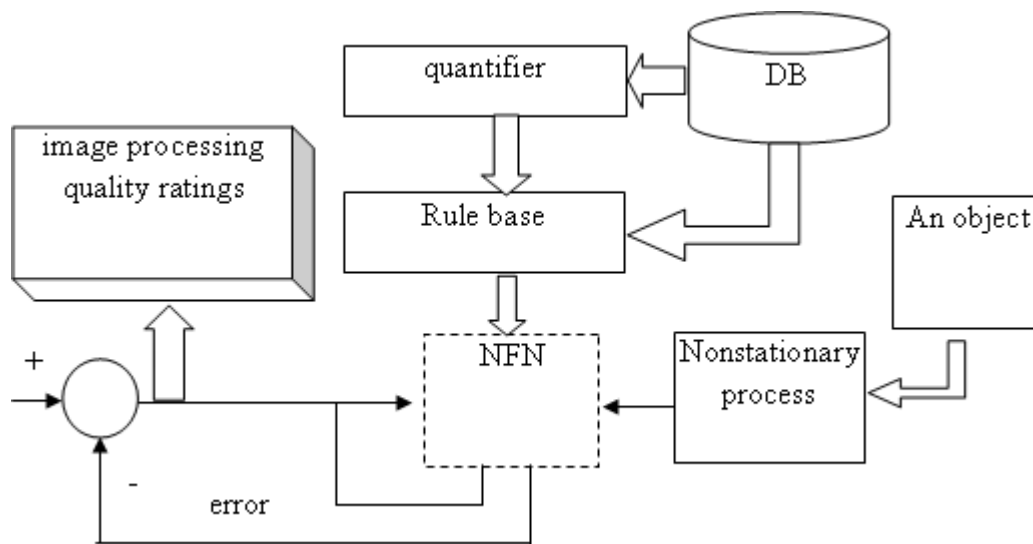 quantifier
DB
image processing
quality ratings
Rule base
An object
NFN
Nonstationary
process
+
-
error